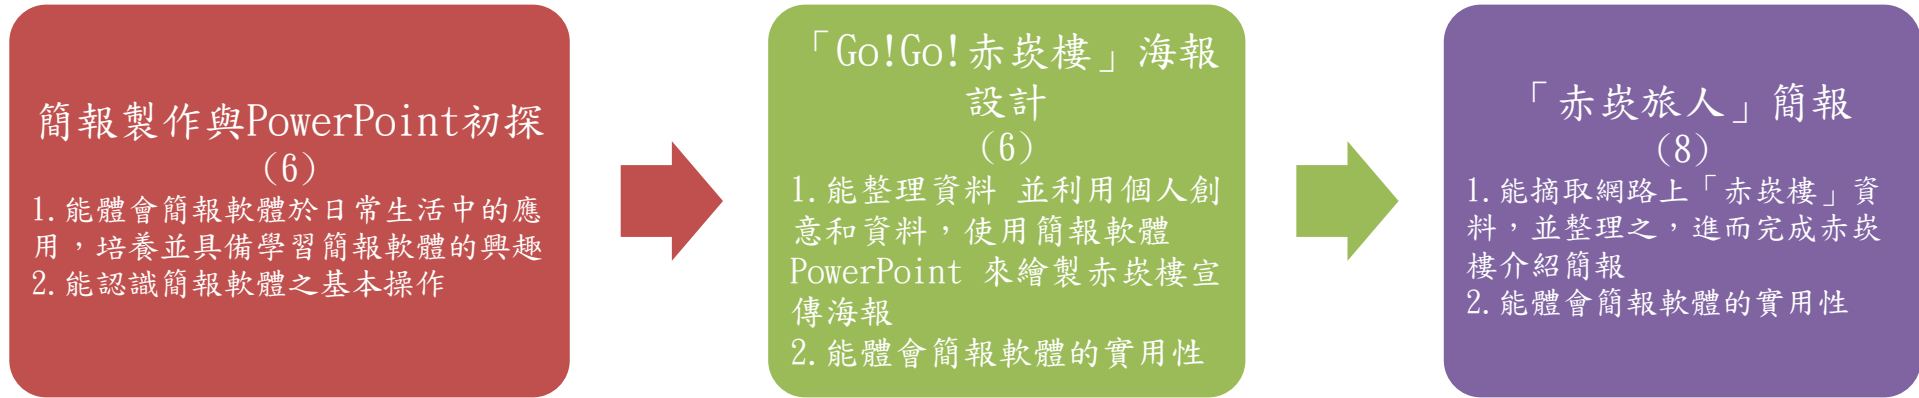 簡報製作與PowerPoint初探
(6)
1.能體會簡報軟體於日常生活中的應
用，培養並具備學習簡報軟體的興趣
2.能認識簡報軟體之基本操作
「Go!Go!赤崁樓」海報
設計
(6)
1.能整理資料 並利用個人創
意和資料，使用簡報軟體
PowerPoint 來繪製赤崁樓宣
傳海報
2.能體會簡報軟體的實用性
「赤崁旅人」簡報
(8)
1.能摘取網路上「赤崁樓」資
料，並整理之，進而完成赤崁
樓介紹簡報
2.能體會簡報軟體的實用性